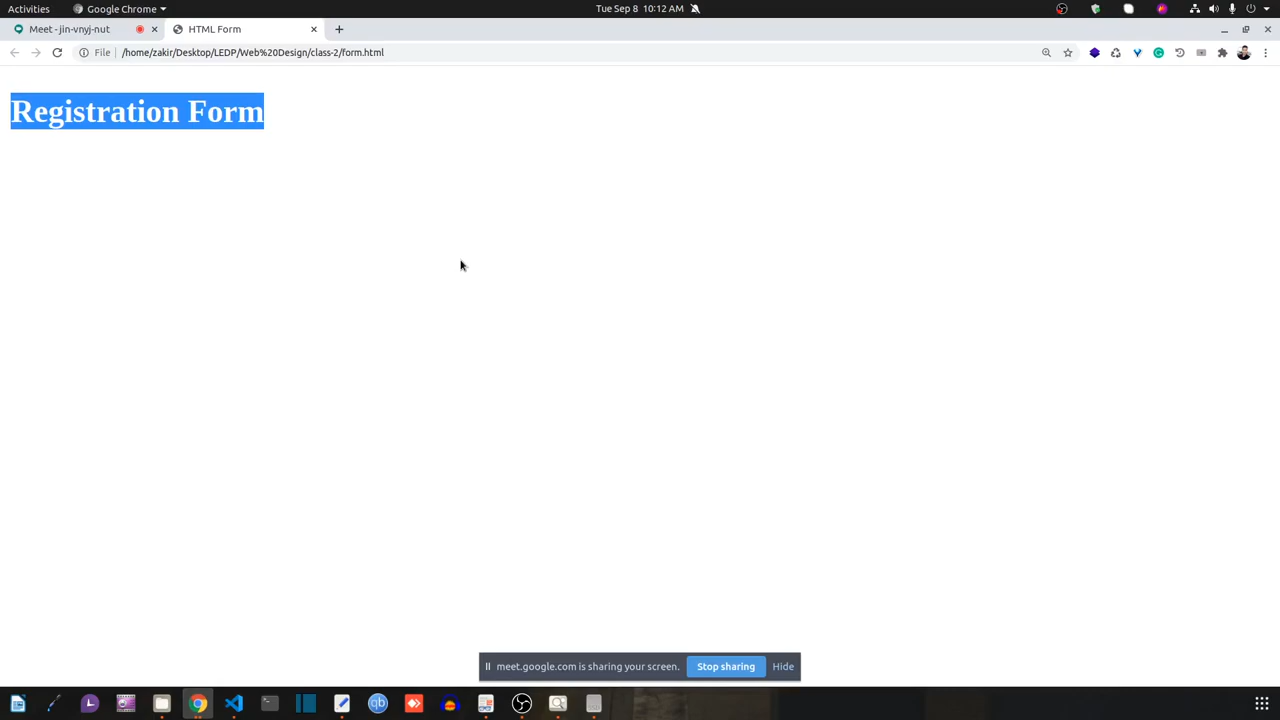 Activities
Google Chrome
Tue Sep 8 10:12 AM
Meet - jin-vnyj-nut
HTML Form
File
/home/zakir/Desktop/LEDP/Web%20Design/class-2/form.html
Registration Form
meet.google.com is sharing your screen.
Stop sharing
Hide
qb